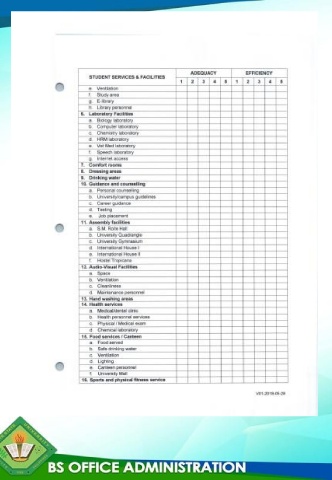 STUDENT SERVICES & FACILITIES
ADEQUACY EFFICIENCY
1 2 3 4 5 1 2 3 4 5
e. Ventilation
f. Study area
g. E-library
h. Library personnel
6. Laboratory Facilities
a. Biology laboratory
b. Computer laboratory
c. Chemistry laboratory
d. HRM laboratory
e. Vet Med laboratory
f. Speech laboratory
g. Internet access
7. Comfort rooms
8. Dressing areas
9. Drinking water
10. Guidance and counselling
a. Personal counselling
b. University/campus guidelines
c. Career guidance
d. Testing
e. Job placement
11. Assembly facilities
a. S.M. Rolle Hall
b. University Quadrangle
c. University Gymnasium
d. International House I
e. International House II
f. Hostel Tropicana
12. Audio-Visual Facilities
a. Space
b. Ventilation
c. Cleanliness
d. Maintenance personnel
13. Hand washing areas
14. Health services
a. Medical/dental clinic
b. Health personnel services
c. Physical / Medical exam
d. Chemical laboratory
15. Food services / Canteen
a. Food served
b. Safe drinking water
c. Ventilation
d. Lighting
e. Canteen personnel
f. University Mall
16. Sports and physical fitness service
BS OFFICE ADMINISTRATION